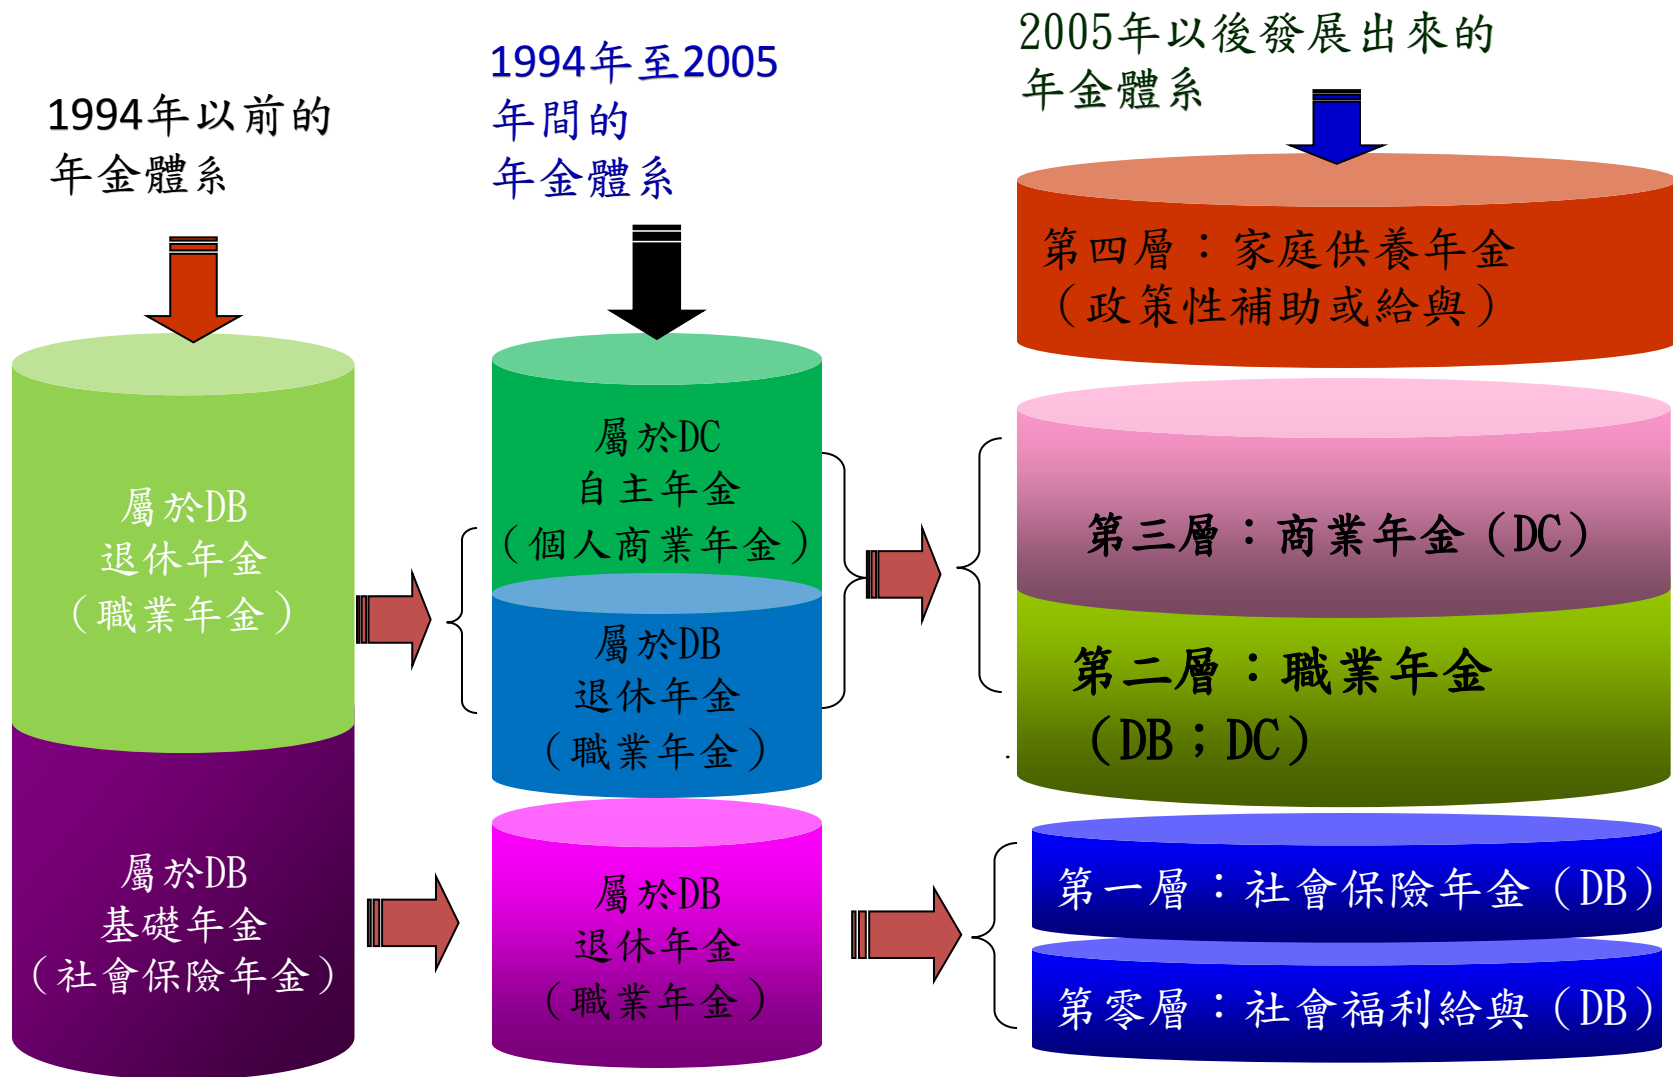 1994年以前的
年金體系
屬於DB
退休年金
（職業年金）
屬於DB
基礎年金
（社會保險年金）
1994年至2005
年間的
年金體系
屬於DC
自主年金
（個人商業年金）
屬於DB
退休年金
（職業年金）
屬於DB
退休年金
（職業年金）
2005年以後發展出來的
年金體系
第四層：家庭供養年金
（政策性補助或給與）
第三層：商業年金（DC）
第二層：職業年金
（DB；DC）
第一層：社會保險年金（DB）
第零層：社會福利給與（DB）